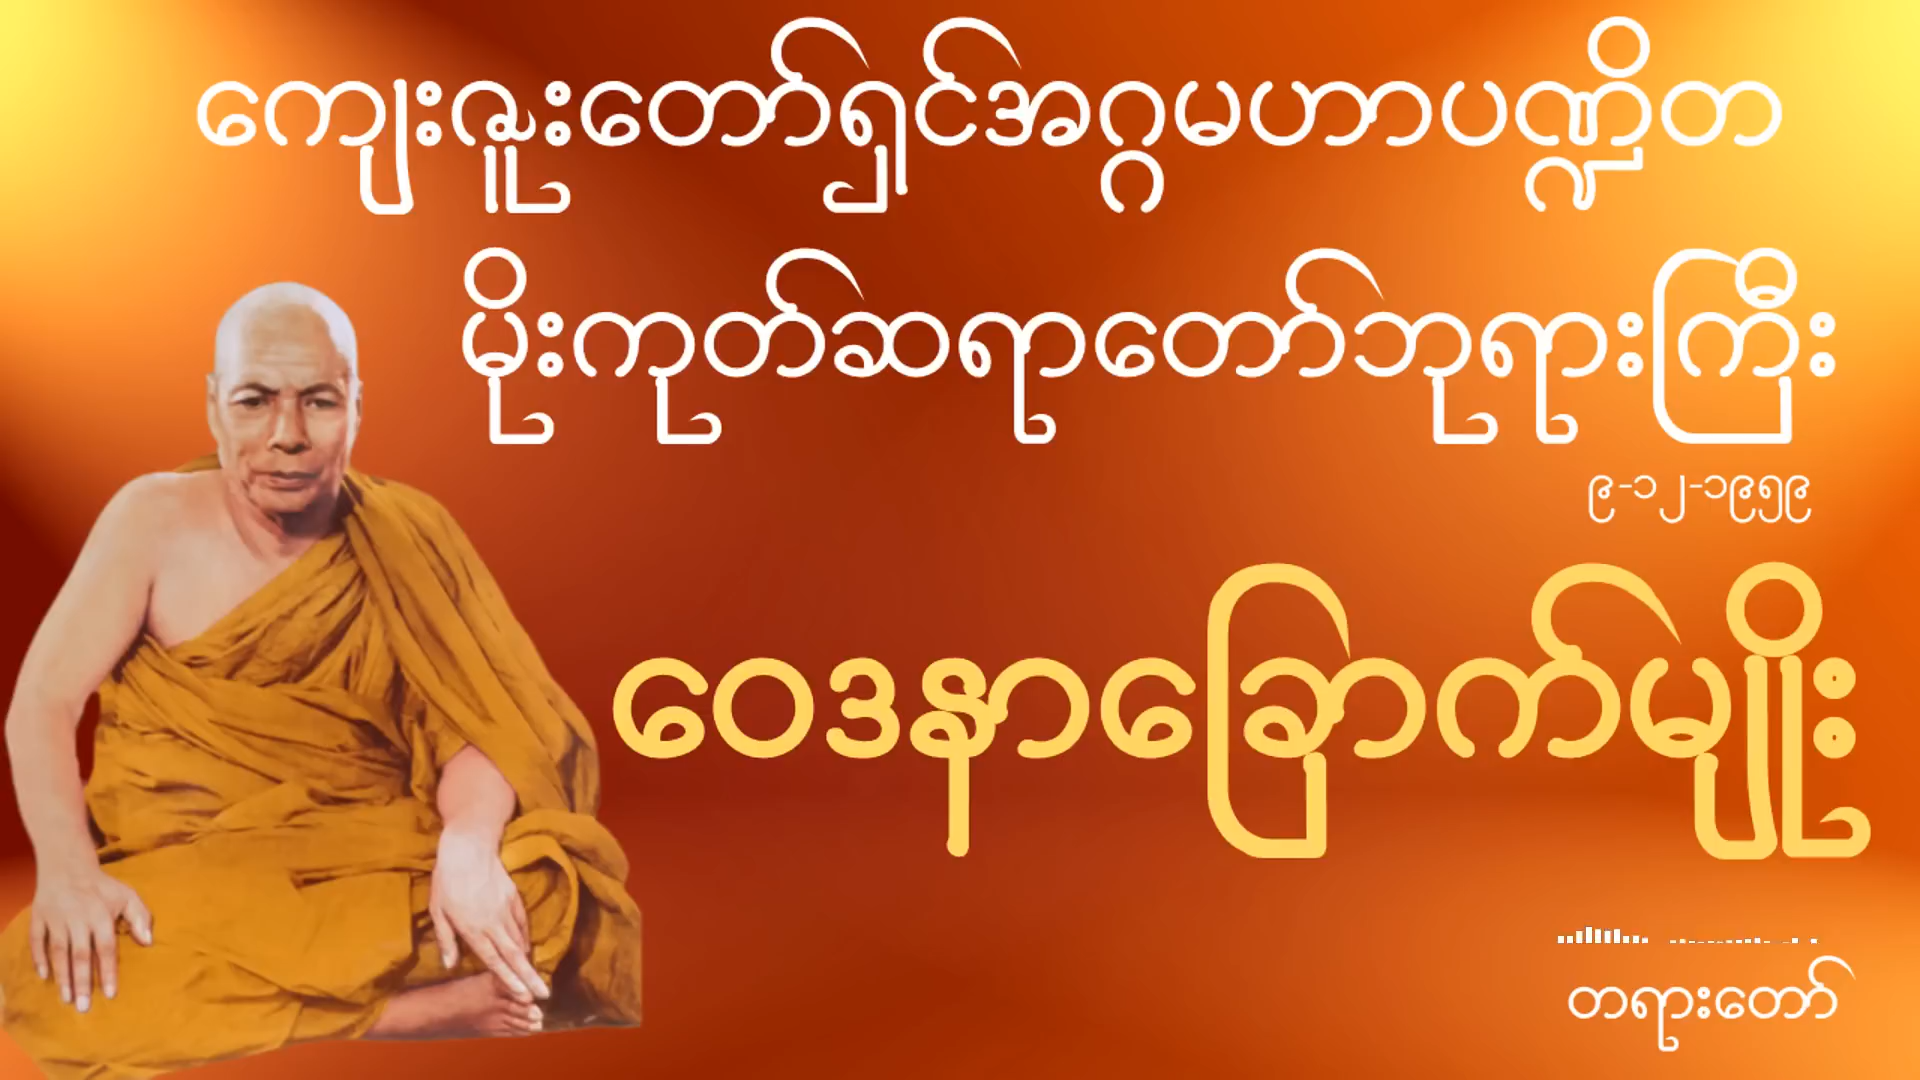 ကျေးဇူးတော်ရှင်အဂ္ဂမဟာပဏ္ဍိတ
မိုးကုတ်ဆရာတော်ဘုရားကြီး
၉-၁၂-၁၉၅၉
ဝေဒနာခြောက်မျိုး
တရားတော်